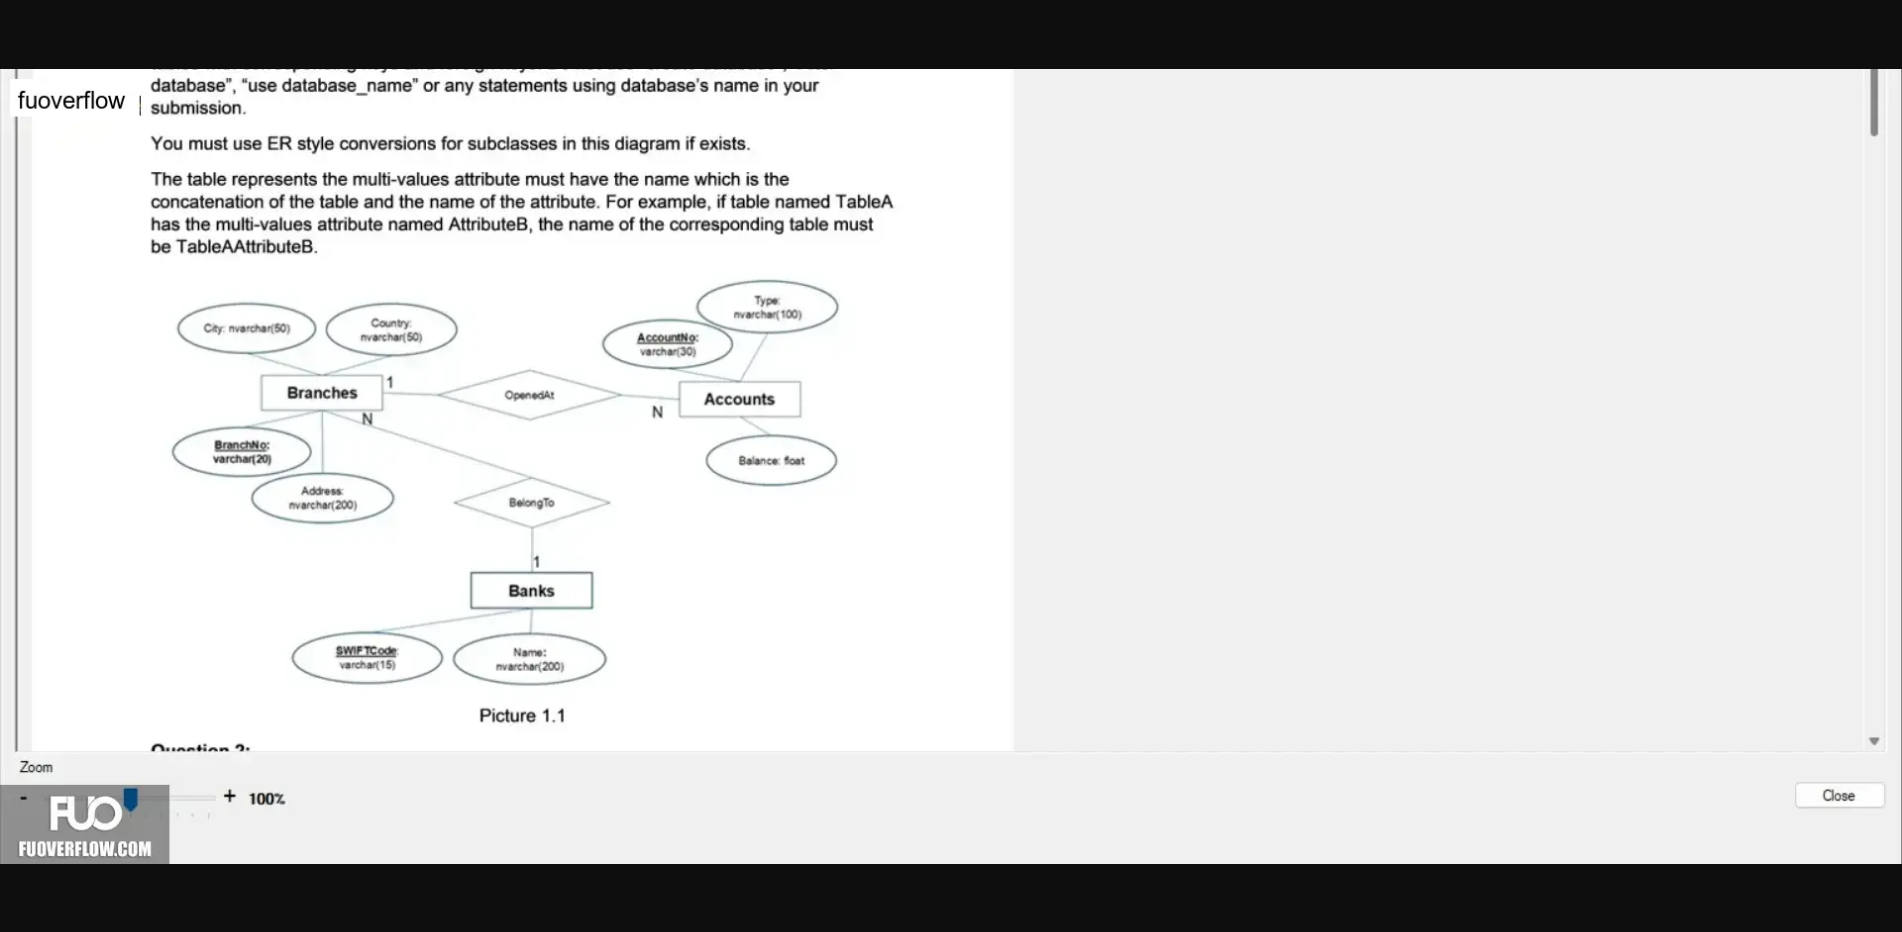 database”, “use database_name” or any statements using database’s name in your
fuoverflow
submission.
You must use ER style conversions for subclasses in this diagram if exists.
The table represents the multi-values attribute must have the name which is the
concatenation of the table and the name of the attribute. For example, if table named TableA
has the multi-values attribute named AttributeB, the name of the corresponding table must
be TableAAttributeB.
Type:
nvarchar(100)
City: nvarchar(50)
Country:
nvarchar(50)
AccountNo:
varchar(30)
Branches
1
OpenedAt
N
Accounts
N
BranchNo:
varchar(20)
Balance: float
Address:
nvarchar(200)
BelongTo
1
Banks
SWIFTCode:
varchar(15)
Name:
nvarchar(200)
Picture 1.1
Question 2:
Zoom
- + 100%
Close
FUO
FUOVERFLOW.COM